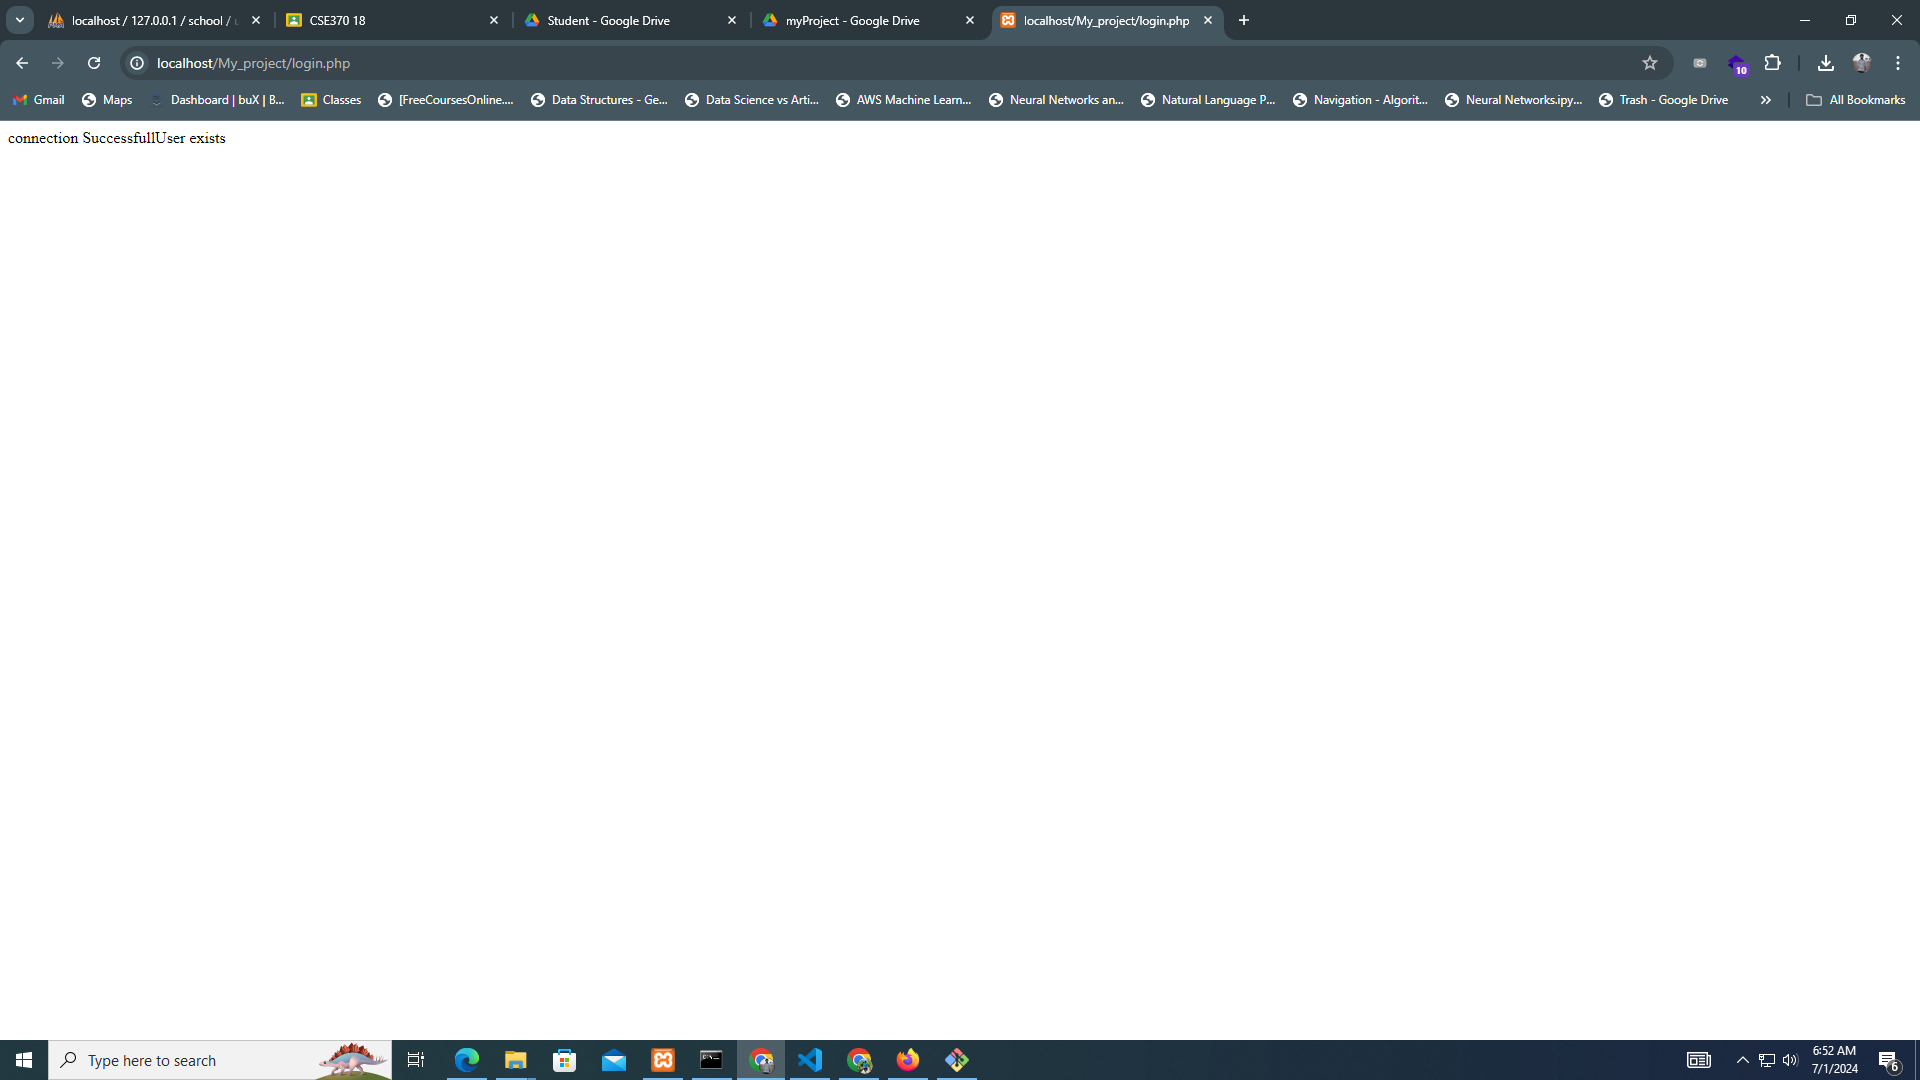 localhost / 127.0.0.1 / school / u
CSE370 18
Student - Google Drive
myProject - Google Drive
localhost/My_project/login.php
localhost/My_project/login.php
10
Gmail
Maps
Dashboard | buX | B...
Classes
[FreeCoursesOnline....
Data Structures - Ge...
Data Science vs Arti...
AWS Machine Learn...
Neural Networks an...
Natural Language P...
Navigation - Algorit...
Neural Networks.ipy...
Trash - Google Drive
All Bookmarks
connection SuccessfullUser exists
Type here to search
6:52 AM
7/1/2024
6